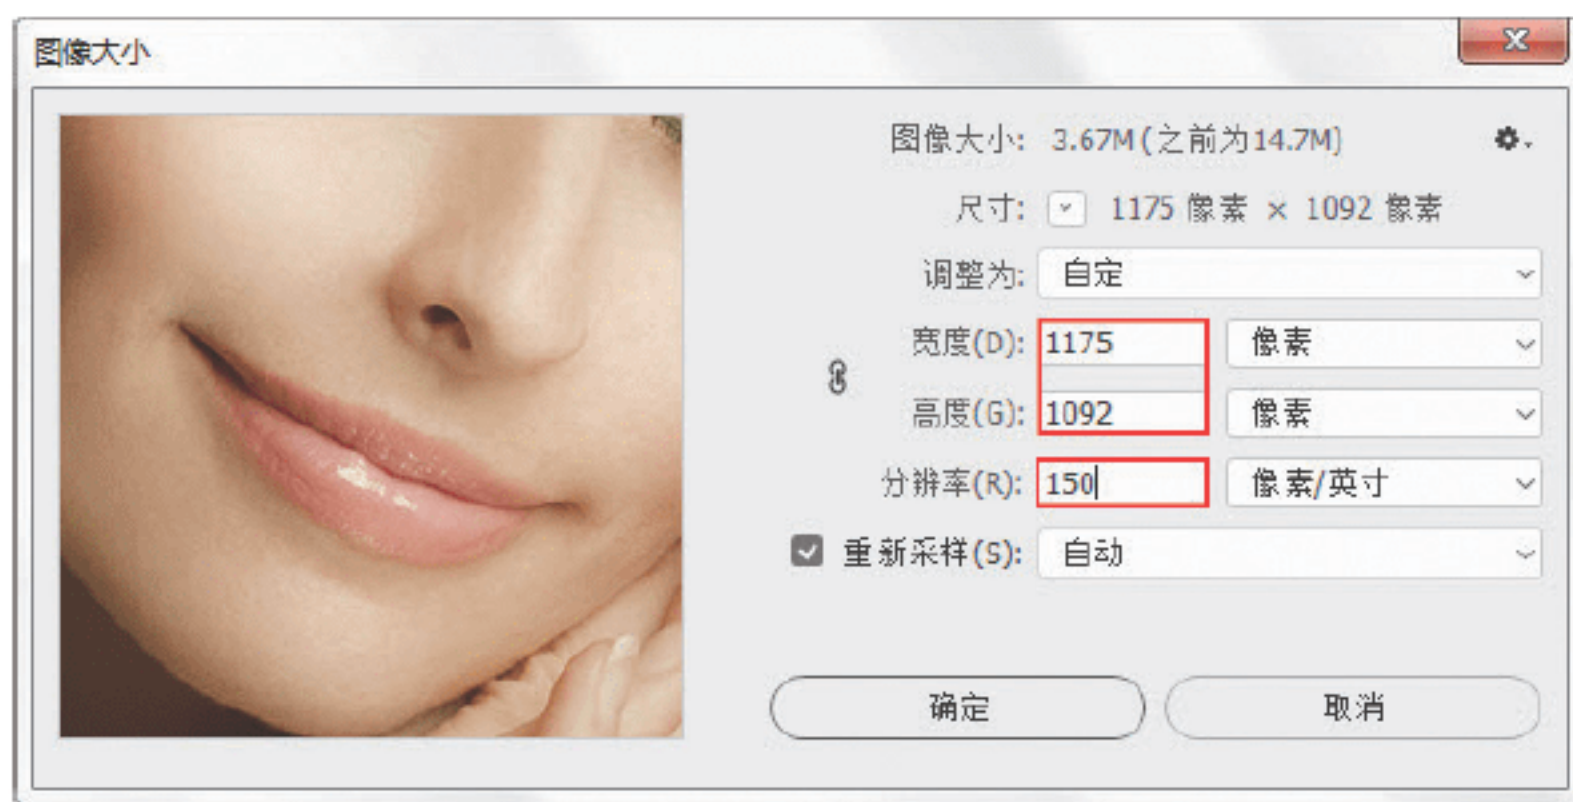 图像大小
图像大小: 3.67M (之前为14.7M)
尺寸: 1175 像素 × 1092 像素
调整为: 自定
宽度(D): 1175 像素
高度(G): 1092 像素
分辨率(R): 150 像素/英寸
重新采样(S): 自动
确定 取消